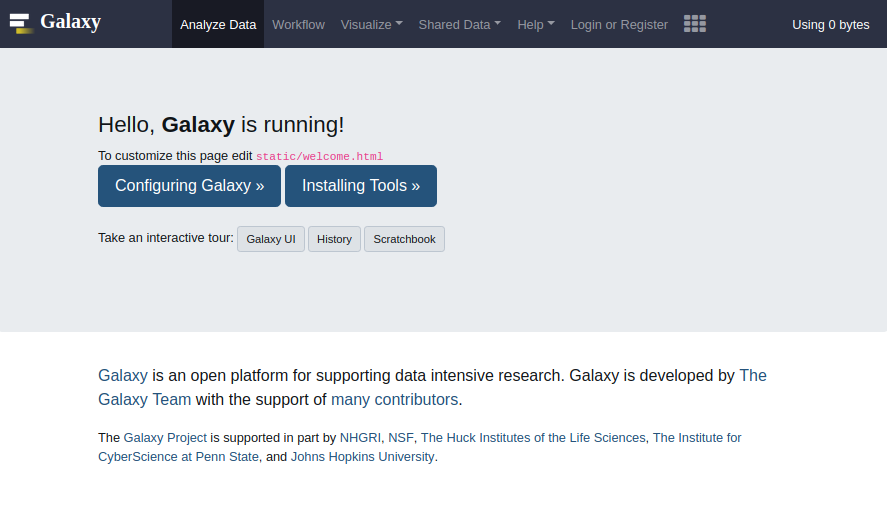 Galaxy Analyze Data Workflow Visualize Shared Data Help Login or Register Using 0 bytes
Hello, Galaxy is running!
To customize this page edit static/welcome.html
Configuring Galaxy » Installing Tools »
Take an interactive tour: Galaxy UI History Scratchbook
Galaxy is an open platform for supporting data intensive research. Galaxy is developed by The
Galaxy Team with the support of many contributors.
The Galaxy Project is supported in part by NHGRI, NSF, The Huck Institutes of the Life Sciences, The Institute for
CyberScience at Penn State, and Johns Hopkins University.